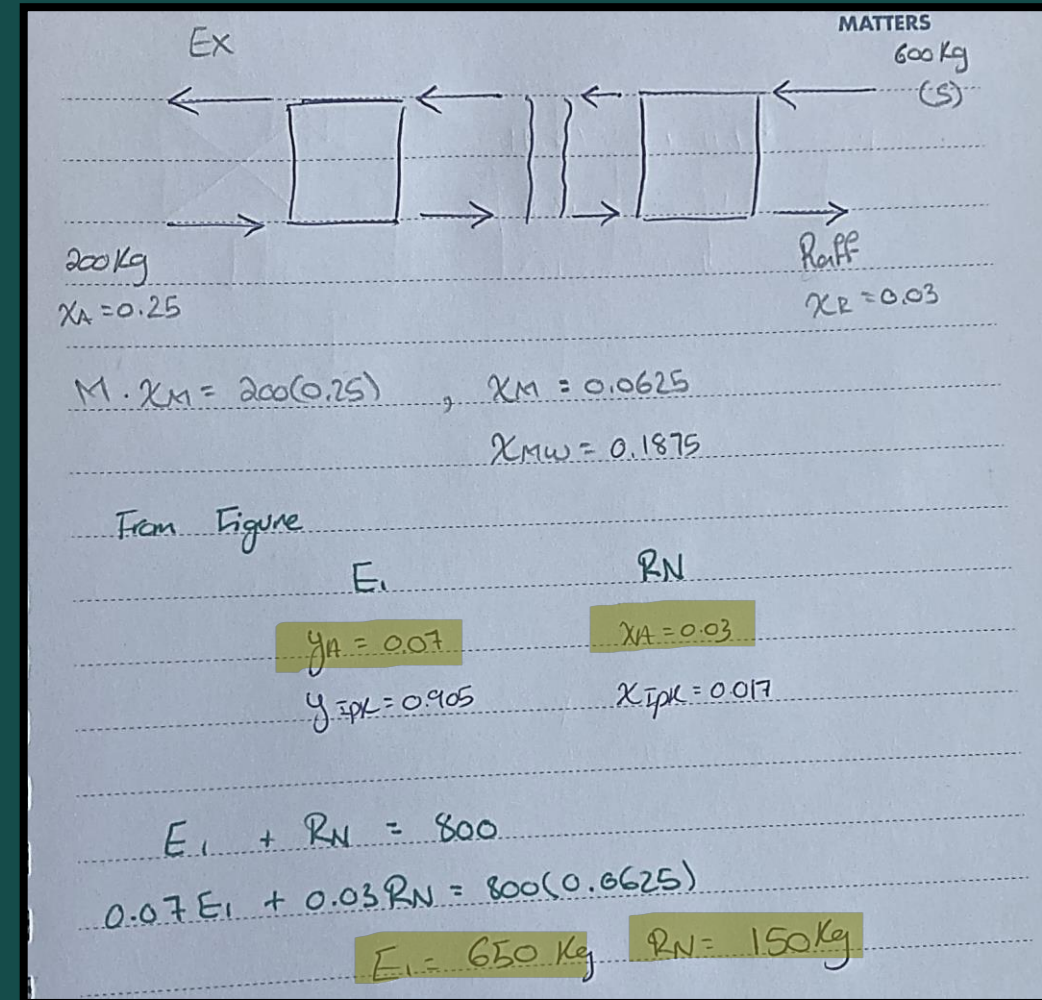 MATTERS
Ex
600 Kg
(S)
200 Kg
xA = 0.25
Raff
xR = 0.03
M . xM = 200(0.25) , xM = 0.0625
xMW = 0.1875
From Figure
E1 RN
yA = 0.07 xA = 0.03
yIpK = 0.905 xIpK = 0.017
E1 + RN = 800
0.07 E1 + 0.03 RN = 800(0.0625)
E1 = 650 Kg RN = 150 Kg